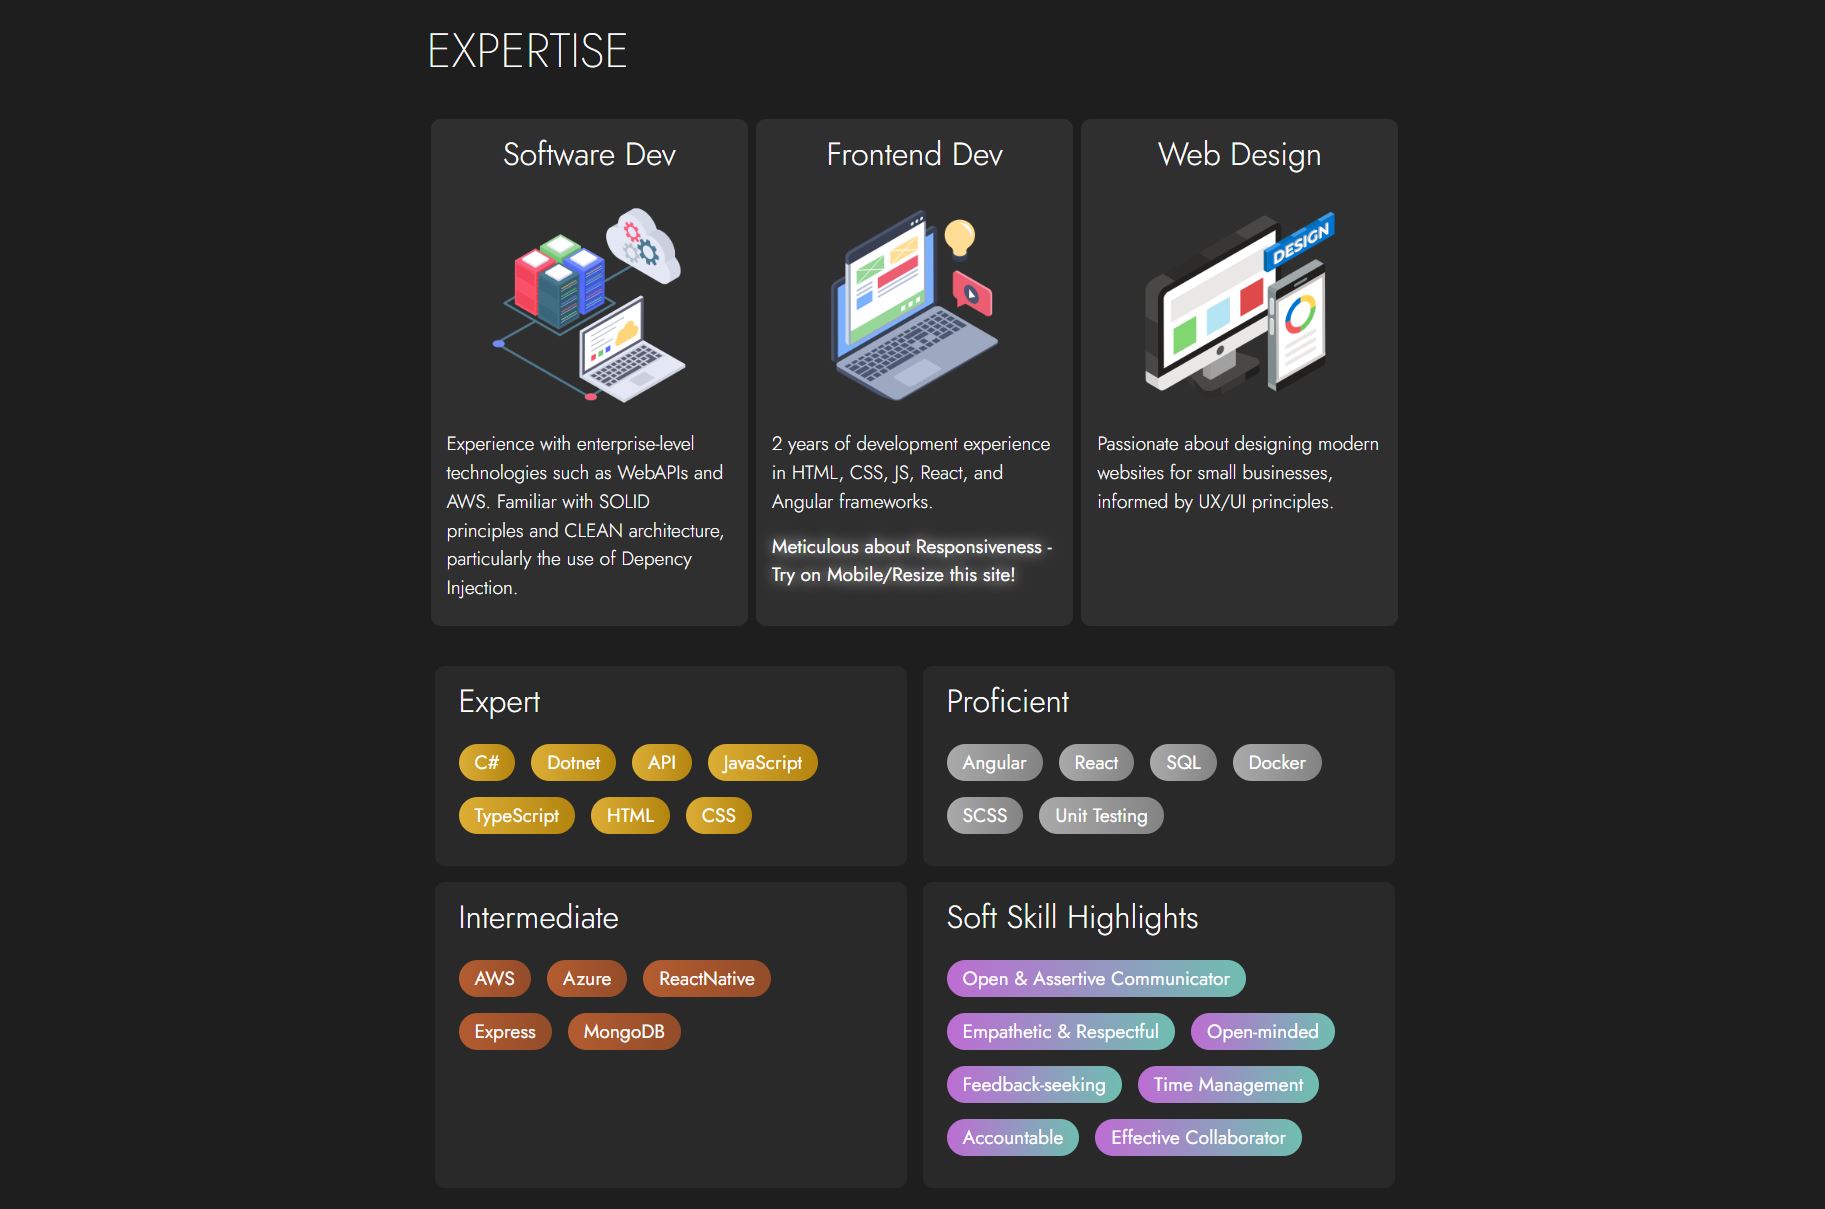 EXPERTISE
Software Dev
Experience with enterprise-level
technologies such as WebAPIs and
AWS. Familiar with SOLID
principles and CLEAN architecture,
particularly the use of Depency
Injection.
Frontend Dev
2 years of development experience
in HTML, CSS, JS, React, and
Angular frameworks.
Meticulous about Responsiveness -
Try on Mobile/Resize this site!
Web Design
DESIGN
Passionate about designing modern
websites for small businesses,
informed by UX/UI principles.
Expert
C# Dotnet API JavaScript
TypeScript HTML CSS
Proficient
Angular React SQL Docker
SCSS Unit Testing
Intermediate
AWS Azure ReactNative
Express MongoDB
Soft Skill Highlights
Open & Assertive Communicator
Empathetic & Respectful Open-minded
Feedback-seeking Time Management
Accountable Effective Collaborator